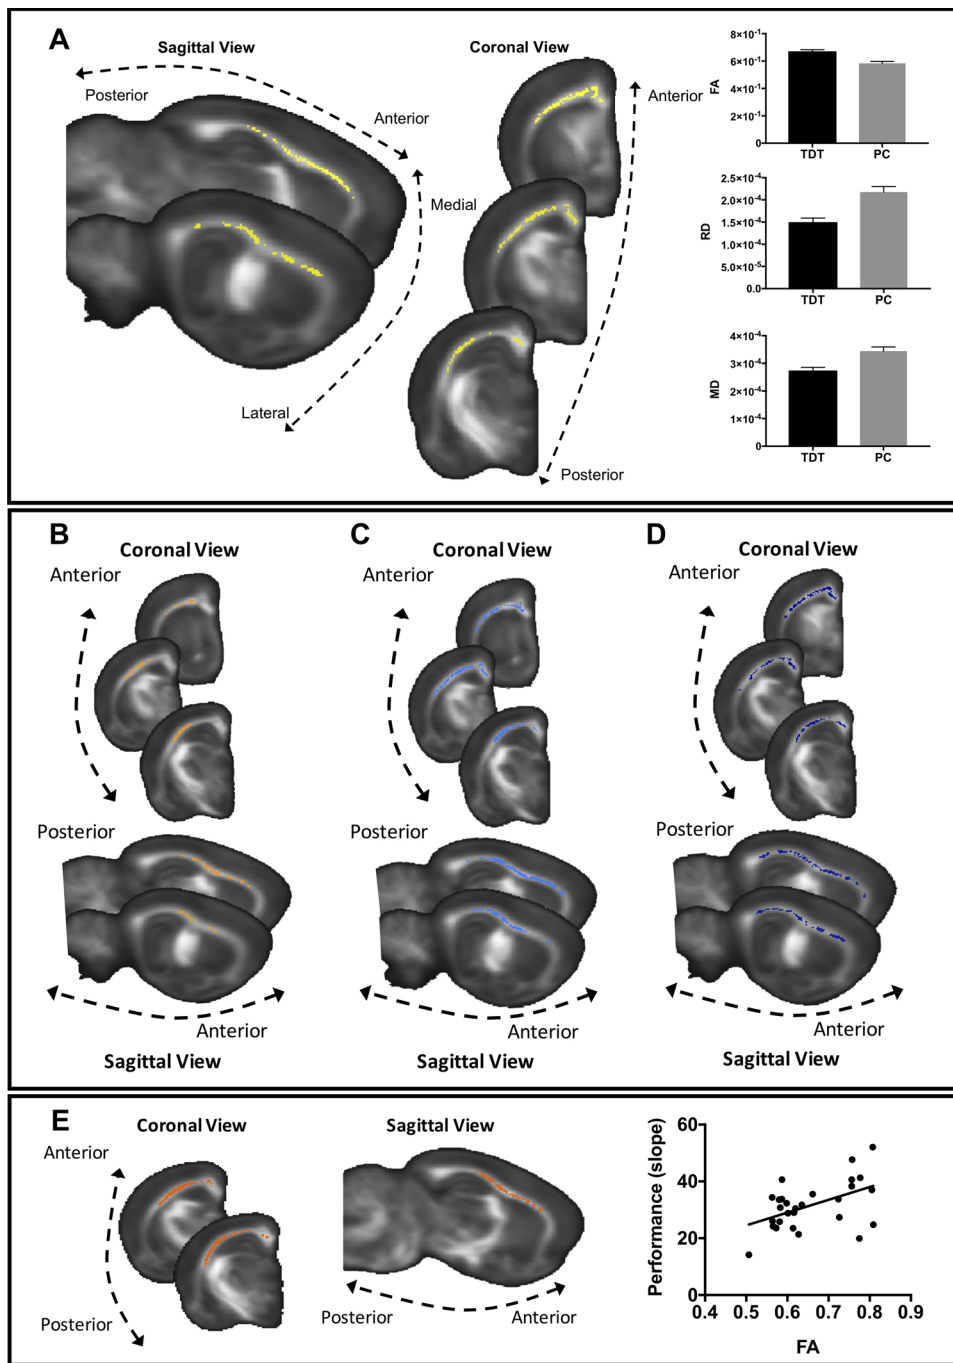 A
Sagittal View
Posterior
Anterior
Medial
Lateral
Coronal View
Anterior
Posterior
FA
8×10⁻¹
6×10⁻¹
4×10⁻¹
2×10⁻¹
0
TDT PC
RD
2.5×10⁻⁴
2.0×10⁻⁴
1.5×10⁻⁴
1.0×10⁻⁴
5.0×10⁻⁵
0.0
TDT PC
MD
4×10⁻⁴
3×10⁻⁴
2×10⁻⁴
1×10⁻⁴
0
TDT PC
B
Coronal View
Anterior
Posterior
Anterior
Sagittal View
C
Coronal View
Anterior
Posterior
Anterior
Sagittal View
D
Coronal View
Anterior
Posterior
Anterior
Sagittal View
E
Coronal View
Anterior
Posterior
Sagittal View
Posterior
Anterior
Performance (slope)
60
40
20
0
0.4 0.5 0.6 0.7 0.8 0.9
FA